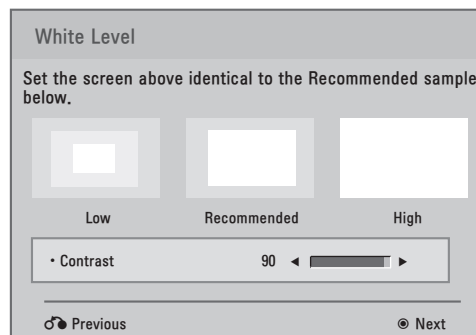 White Level
Set the screen above identical to the Recommended sample
below.
Low Recommended High
• Contrast 90 ◄ ►
Previous ◉ Next